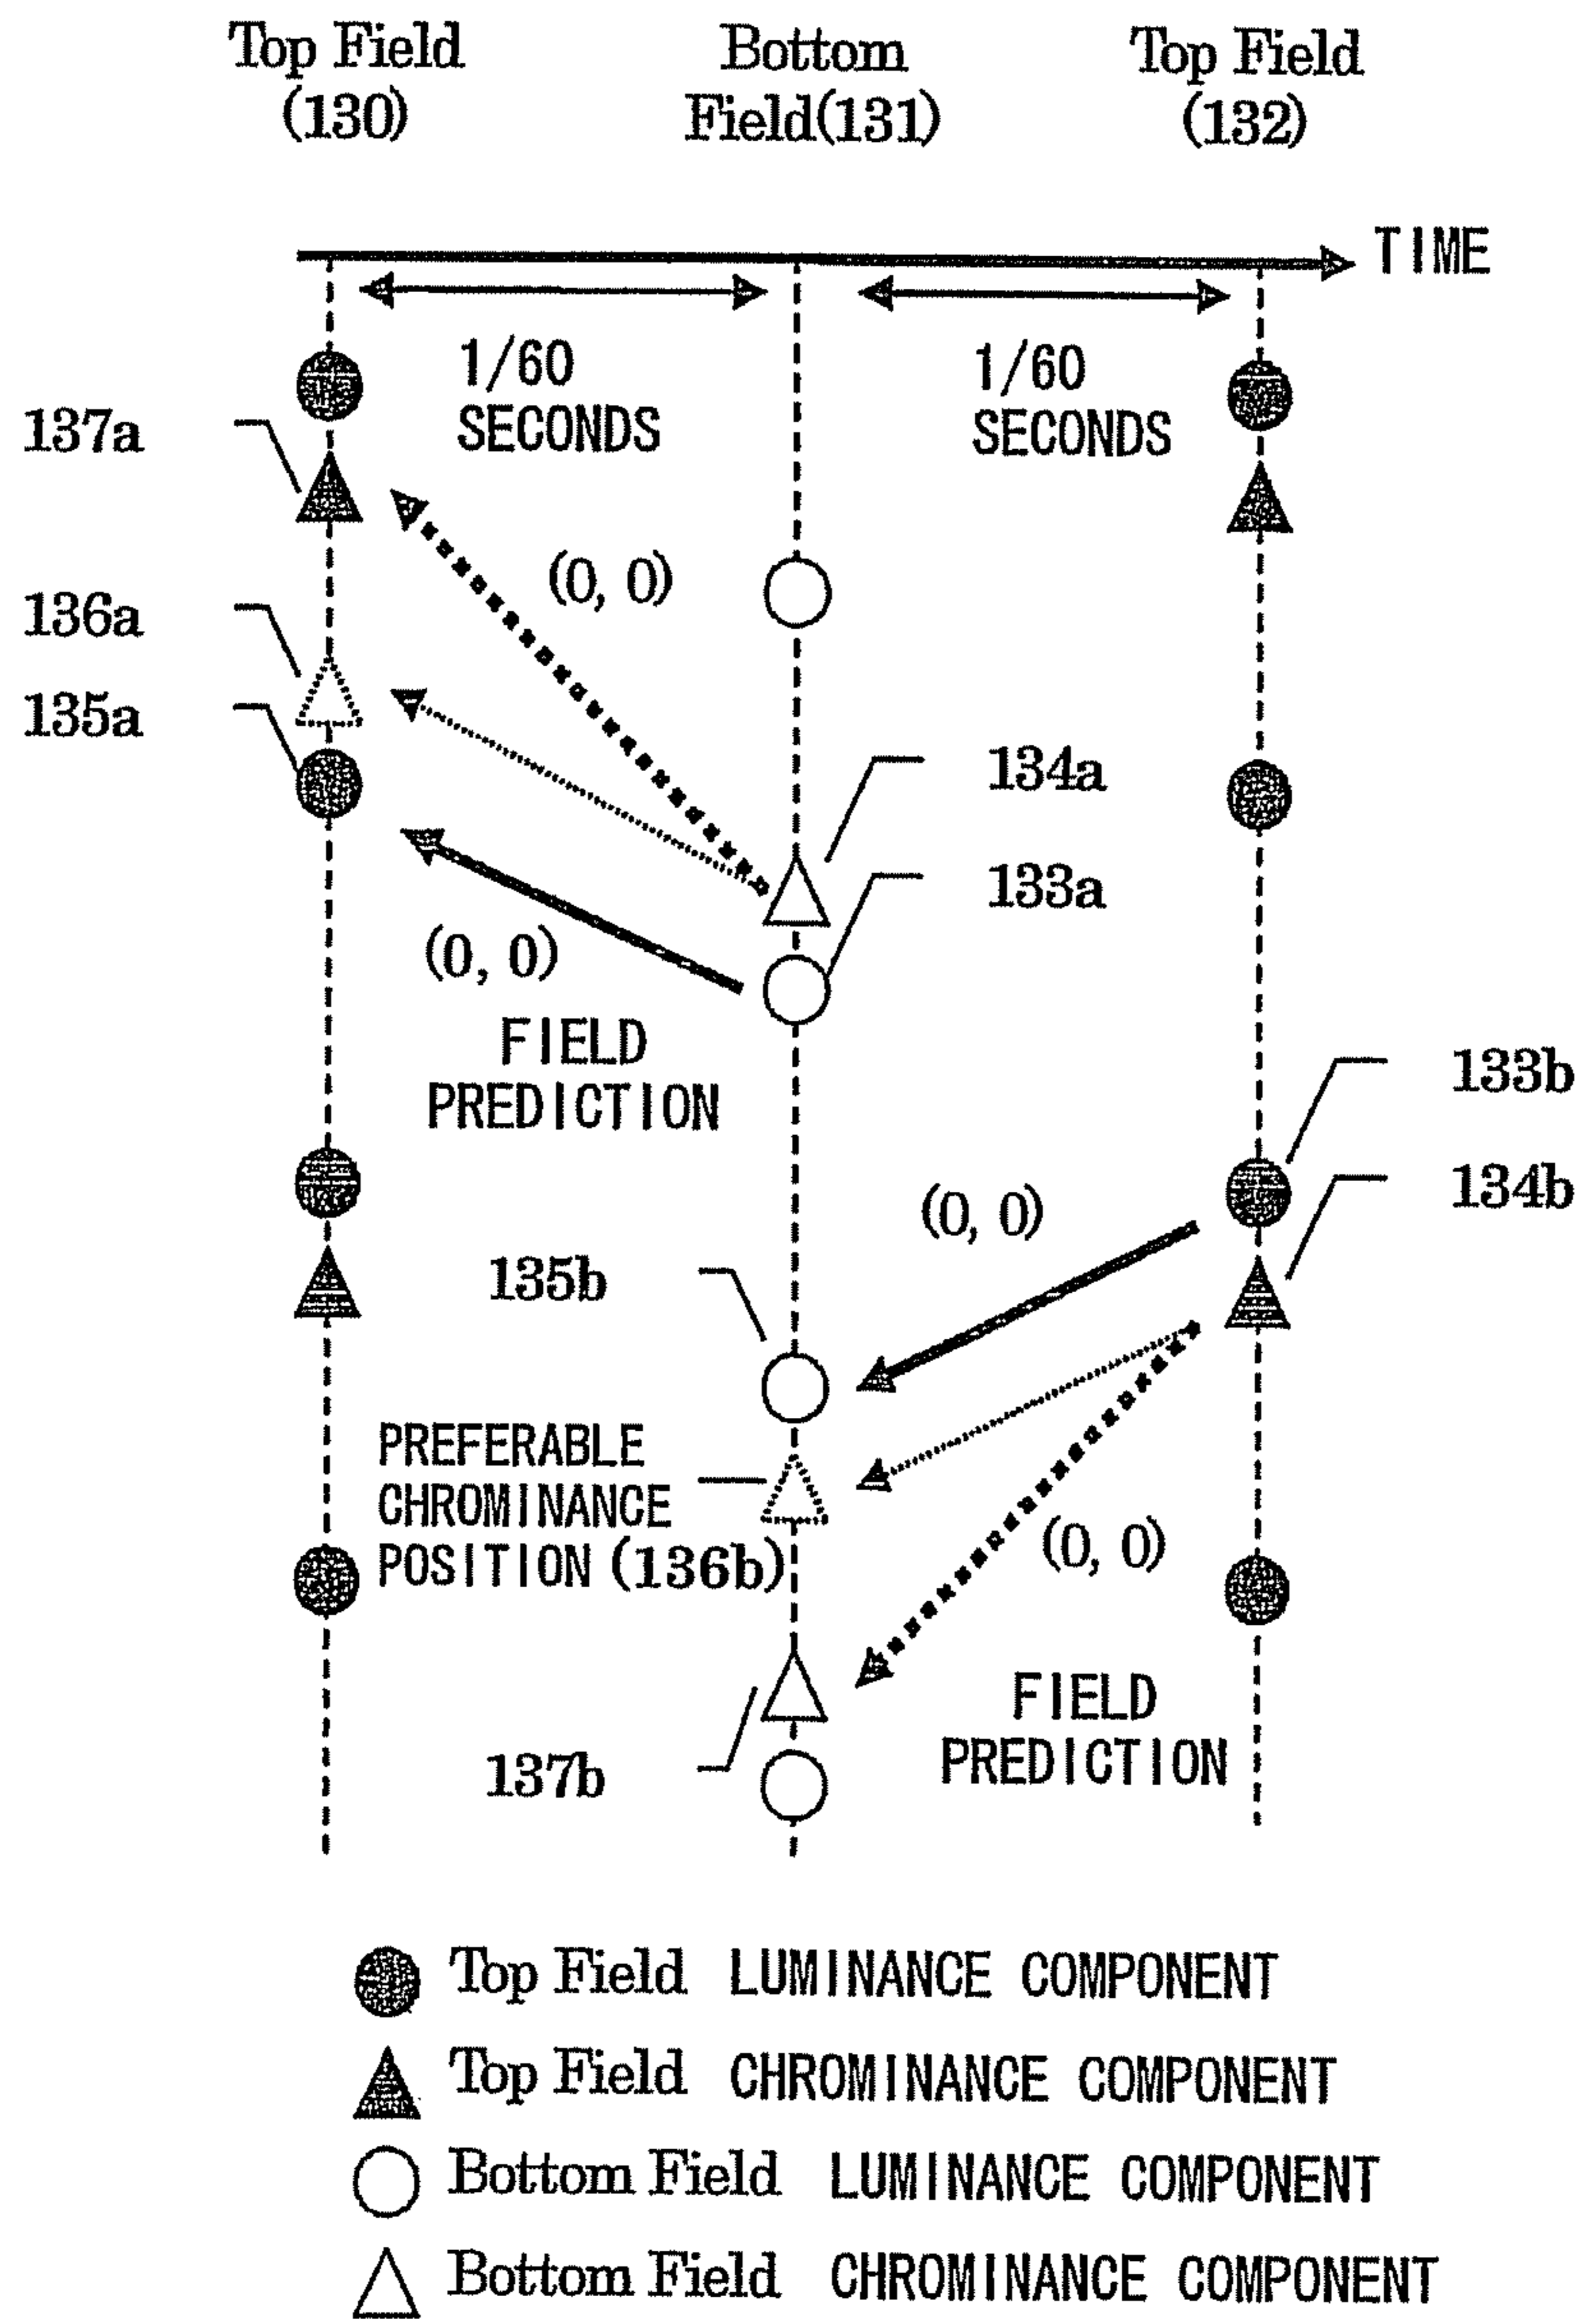 Top Field
(130)
Bottom
Field(131)
Top Field
(132)
TIME
1/60
SECONDS
1/60
SECONDS
137a
(0, 0)
136a
135a
134a
133a
(0, 0)
FIELD
PREDICTION
133b
134b
(0, 0)
135b
PREFERABLE
CHROMINANCE
POSITION (136b)
(0, 0)
FIELD
PREDICTION
137b
Top Field LUMINANCE COMPONENT
Top Field CHROMINANCE COMPONENT
Bottom Field LUMINANCE COMPONENT
Bottom Field CHROMINANCE COMPONENT